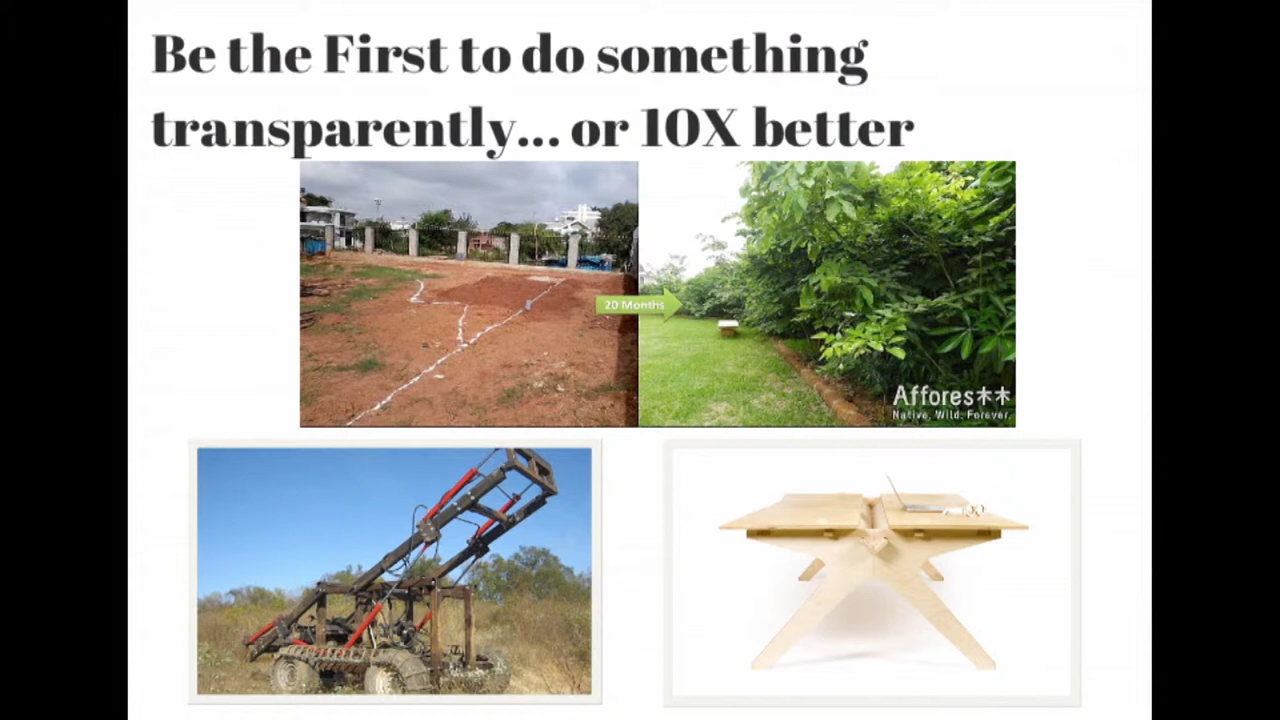 Be the First to do something
transparently... or 10X better
20 Months
Affores**
Native, Wild, Forever.